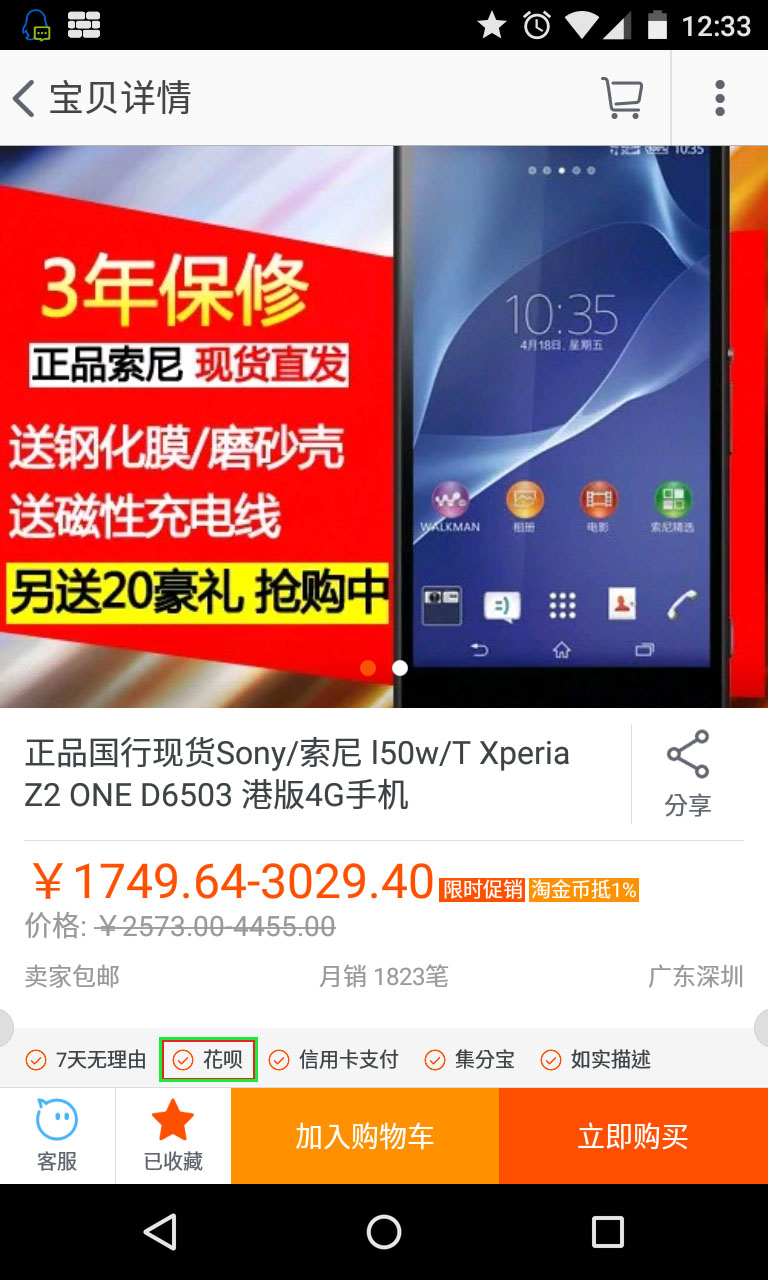 12:33
宝贝详情
10:35
3年保修
正品索尼 现货直发
送钢化膜/磨砂壳
送磁性充电线
另送20豪礼 抢购中
10:35
4月18日, 星期五
WALKMAN 相册 电影 索尼精选
正品国行现货Sony/索尼 l50w/T Xperia
Z2 ONE D6503 港版4G手机
分享
￥1749.64-3029.40 限时促销 淘金币抵1%
价格: ￥2573.00-4455.00
卖家包邮 月销 1823笔 广东深圳
7天无理由 花呗 信用卡支付 集分宝 如实描述
客服 已收藏 加入购物车 立即购买